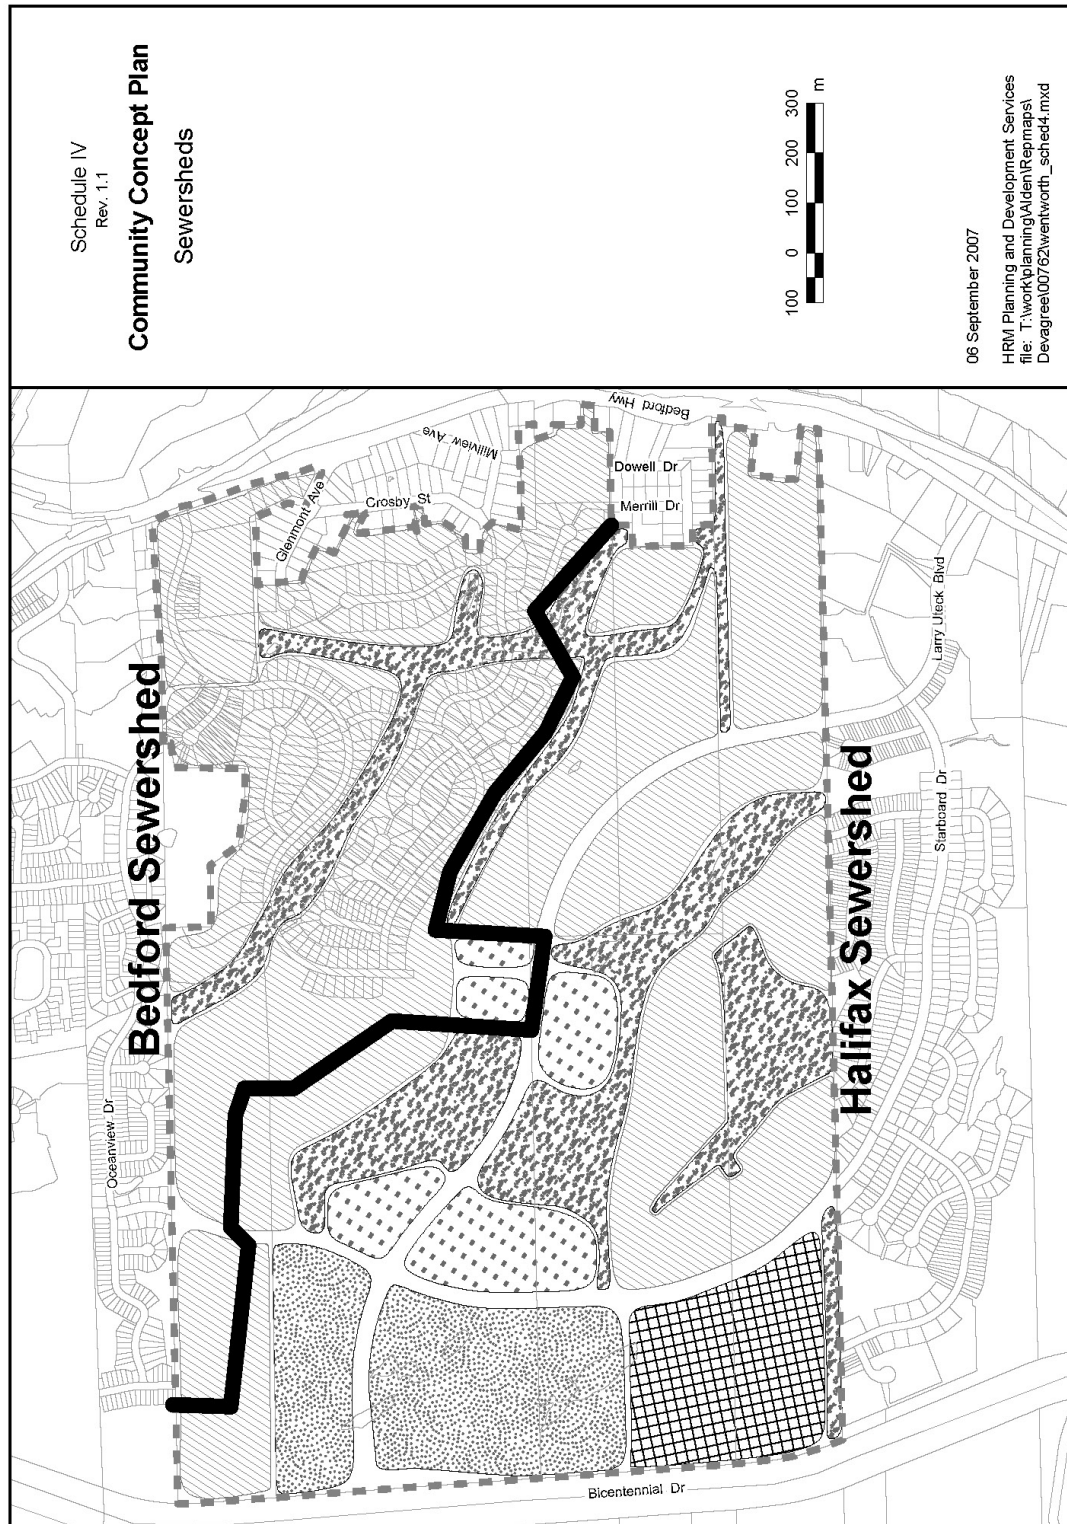 Schedule IV
Rev. 1.1
Community Concept Plan
Sewersheds
100 0 100 200 300
m
06 September 2007
HRM Planning and Development Services
file: T:\work\planning\Alden\Repmaps\
Devagree\00762\wentworth_sched4.mxd
Bedford Hwy
Millview Ave
Glenmont Ave
Crosby St
Dowell Dr
Merrill Dr
Larry Uteck Blvd
Starboard Dr
Bedford Sewershed
Halifax Sewershed
Oceanview Dr
Bicentennial Dr